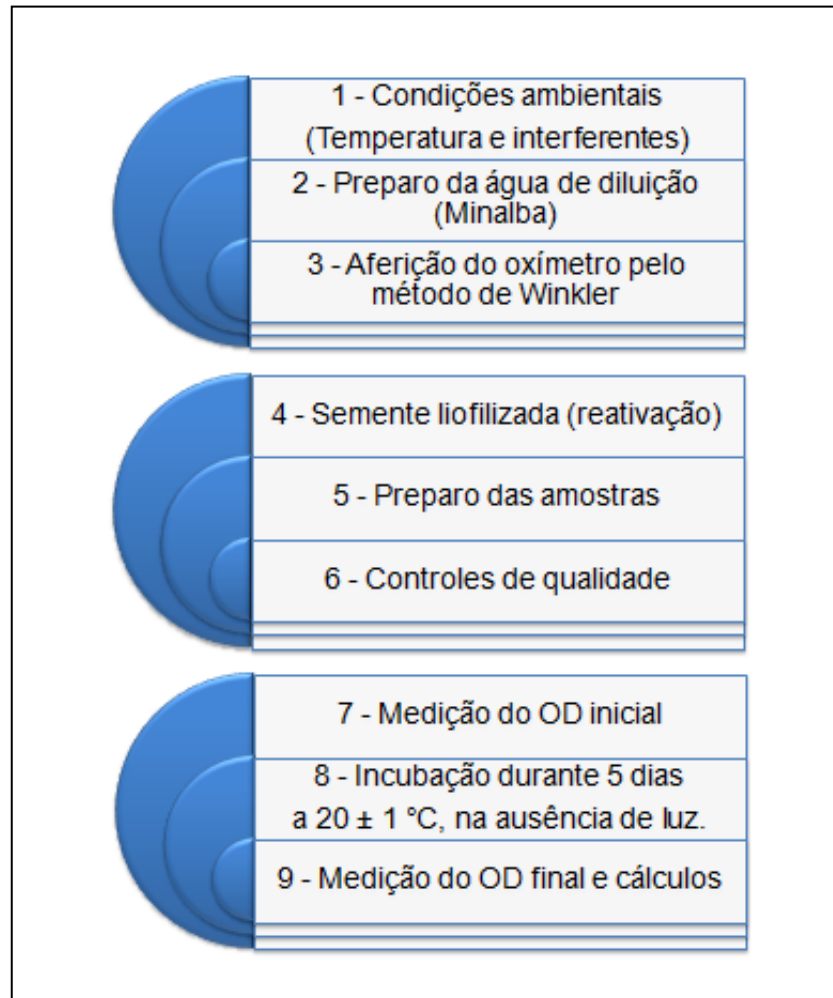 1 - Condições ambientais
(Temperatura e interferentes)
2 - Preparo da água de diluição
(Minalba)
3 - Aferição do oxímetro pelo
método de Winkler
4 - Semente liofilizada (reativação)
5 - Preparo das amostras
6 - Controles de qualidade
7 - Medição do OD inicial
8 - Incubação durante 5 dias
a 20 ± 1 °C, na ausência de luz.
9 - Medição do OD final e cálculos